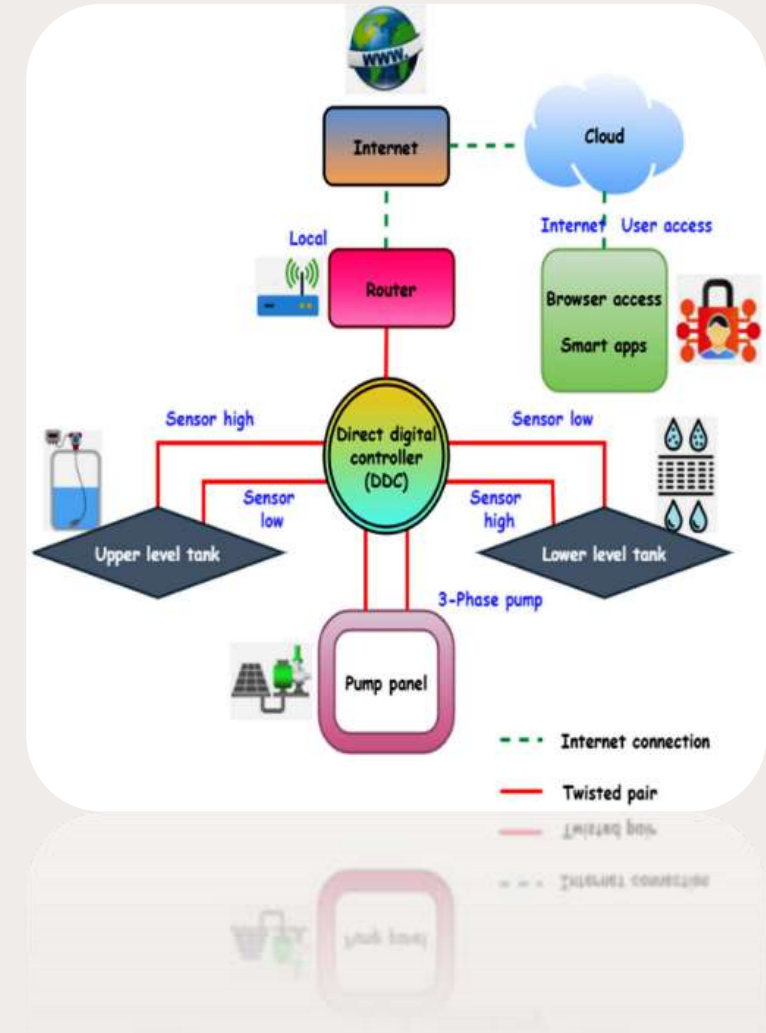 WWW.
Internet
Cloud
Local
Internet User access
Router
Browser access
Smart apps
Sensor high
Sensor low
Direct digital
controller
(DDC)
Sensor
low
Sensor
high
Upper level tank
Lower level tank
3-Phase pump
Pump panel
Internet connection
Twisted pair
Twisted pair
Internet connection
Pump panel